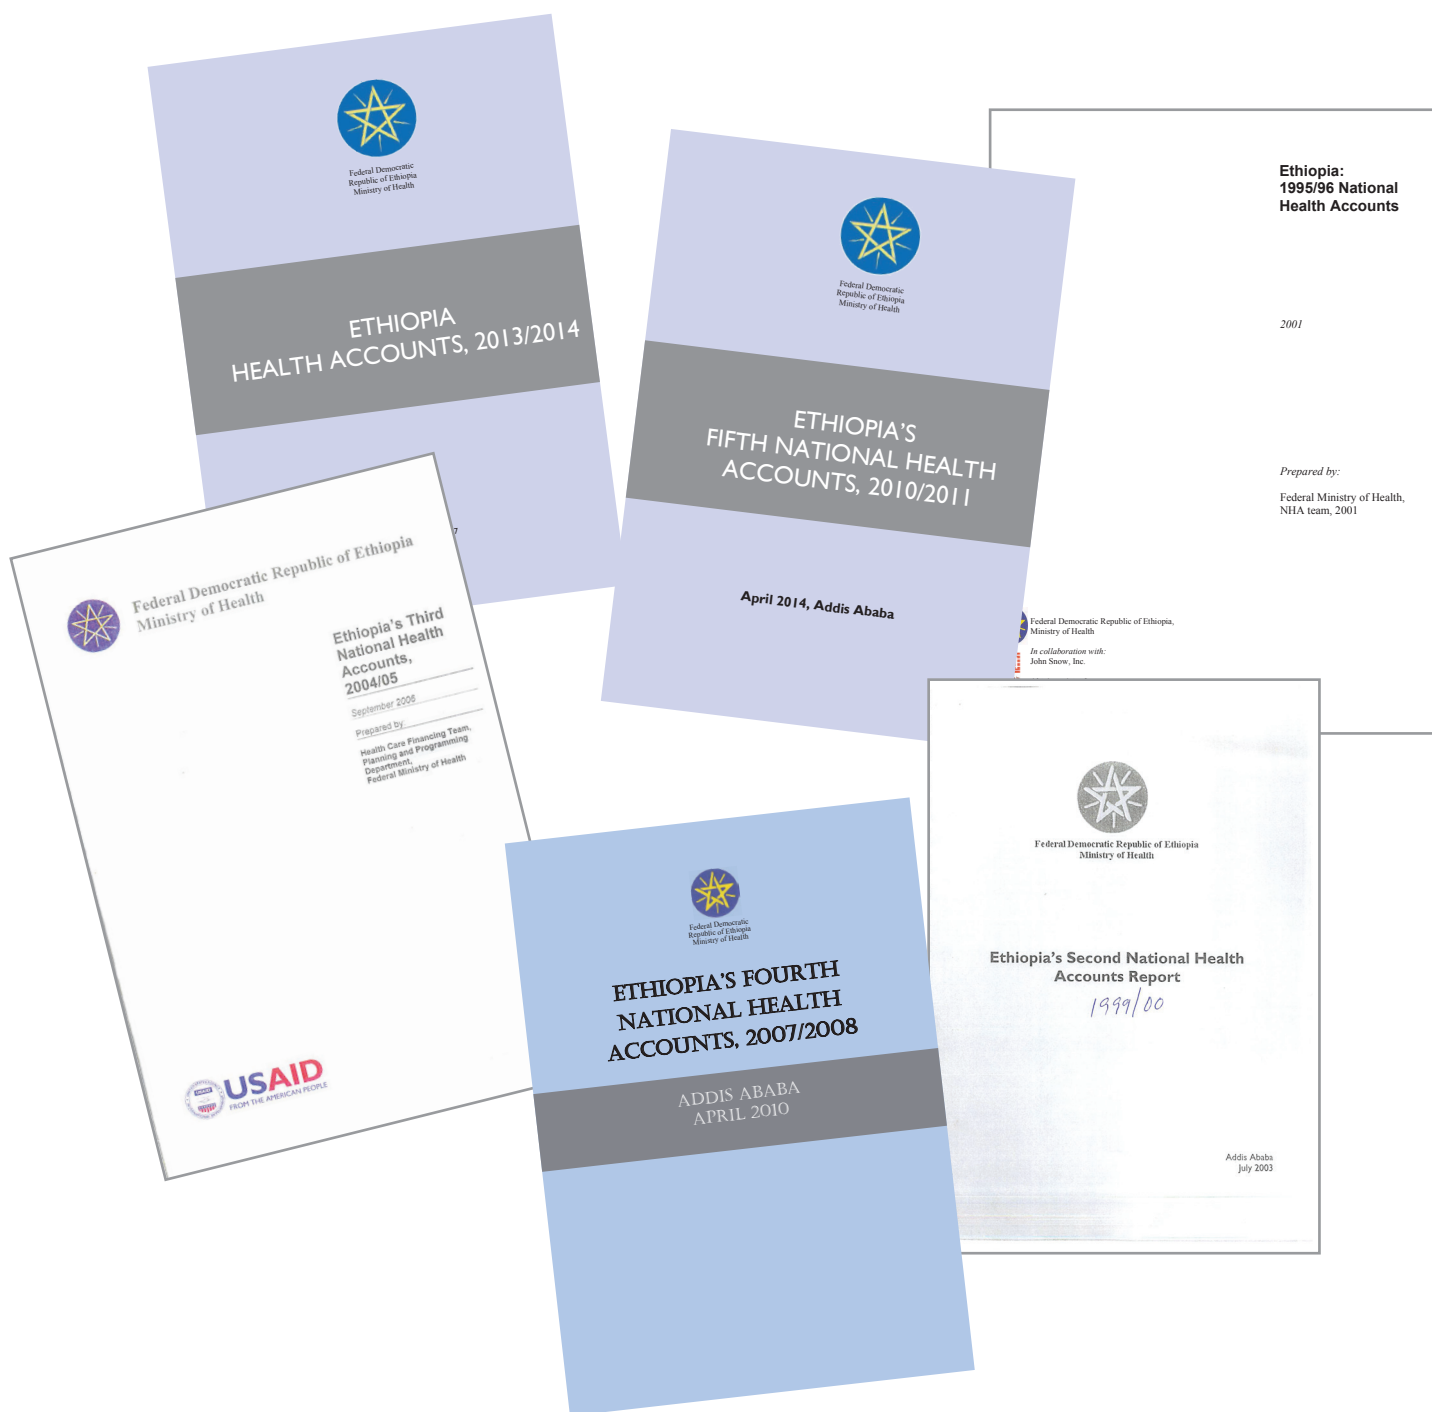 Federal Democratic
Republic of Ethiopia
Ministry of Health
ETHIOPIA
HEALTH ACCOUNTS, 2013/2014
7
Federal Democratic
Republic of Ethiopia
Ministry of Health
ETHIOPIA'S
FIFTH NATIONAL HEALTH
ACCOUNTS, 2010/2011
April 2014, Addis Ababa
Ethiopia:
1995/96 National
Health Accounts
2001
Prepared by:
Federal Ministry of Health,
NHA team, 2001
Federal Democratic Republic of Ethiopia,
Ministry of Health
In collaboration with:
John Snow, Inc.
Federal Democratic Republic of Ethiopia
Ministry of Health
Ethiopia's Third
National Health
Accounts,
2004/05
September 2006
Prepared by:
Health Care Financing Team,
Planning and Programming
Department,
Federal Ministry of Health
USAID
FROM THE AMERICAN PEOPLE
Federal Democratic
Republic of Ethiopia
Ministry of Health
ETHIOPIA'S FOURTH
NATIONAL HEALTH
ACCOUNTS, 2007/2008
ADDIS ABABA
APRIL 2010
Federal Democratic Republic of Ethiopia
Ministry of Health
Ethiopia's Second National Health
Accounts Report
1999/00
Addis Ababa
July 2003